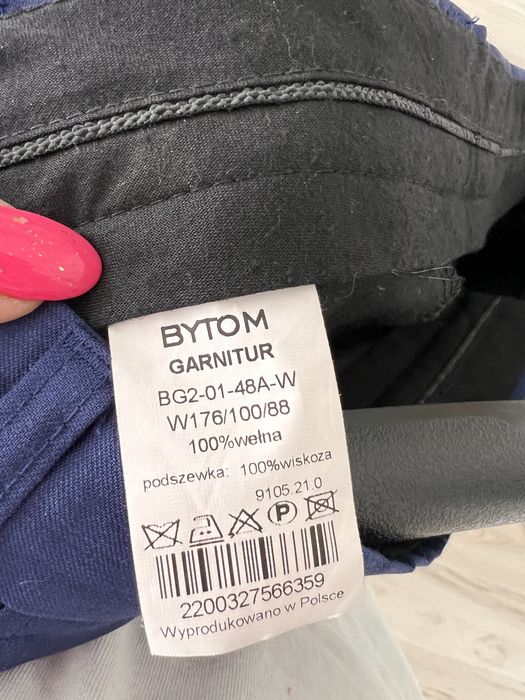 BYTOM
GARNITUR
BG2-01-48A-W
W176/100/88
100%wełna
podszewka: 100%wiskoza
9105.21.0
P
2200327566359
Wyprodukowano w Polsce